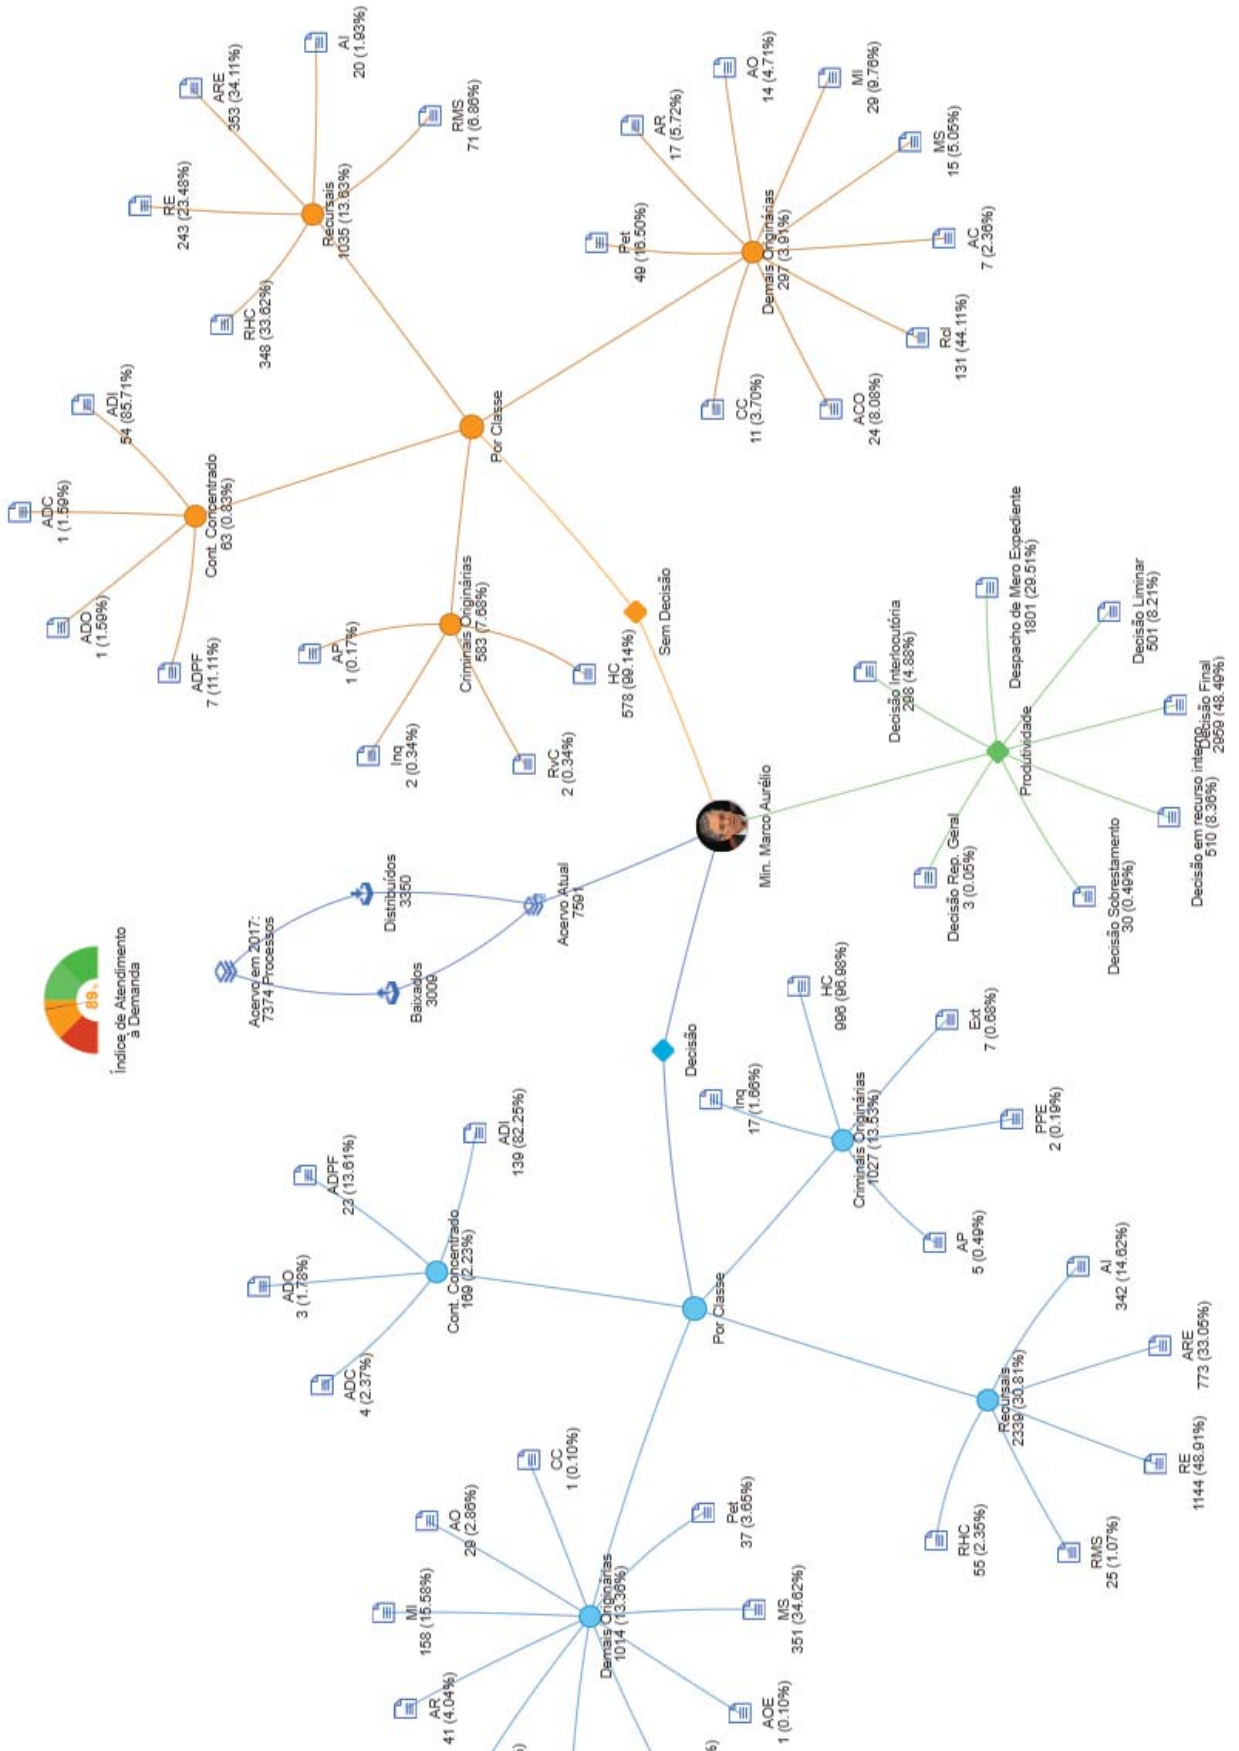 89%
Índice de Atendimento
à Demanda
Acervo em 2017:
7374 Processos
Distribuídos
3350
Baixados
3009
Acervo Atual
7591
Min. Marco Aurélio
Sem Decisão
Por Classe
Cont. Concentrado
63 (0.83%)
ADPF
7 (11.11%)
ADO
1 (1.59%)
ADC
1 (1.59%)
ADI
54 (85.71%)
Criminais Originárias
583 (7.68%)
Inq
2 (0.34%)
AP
1 (0.17%)
RvC
2 (0.34%)
HC
578 (99.14%)
Recursais
1035 (13.63%)
RHC
348 (33.62%)
RE
243 (23.48%)
ARE
353 (34.11%)
AI
20 (1.93%)
RMS
71 (6.86%)
Demais Originárias
297 (3.91%)
CC
11 (3.70%)
Pet
49 (16.50%)
AR
17 (5.72%)
AO
14 (4.71%)
MI
29 (9.76%)
MS
15 (5.05%)
AC
7 (2.36%)
Rcl
131 (44.11%)
ACO
24 (8.08%)
Produtividade
Decisão Interlocutória
298 (4.88%)
Despacho de Mero Expediente
1801 (29.51%)
Decisão Liminar
501 (8.21%)
Decisão Final
2959 (48.49%)
Decisão em recurso interno
510 (8.36%)
Decisão Sobrestamento
30 (0.49%)
Decisão Rep. Geral
3 (0.05%)
Decisão
Por Classe
Cont. Concentrado
169 (2.23%)
ADC
4 (2.37%)
ADO
3 (1.78%)
ADPF
23 (13.61%)
ADI
139 (82.25%)
Criminais Originárias
1027 (13.53%)
Inq
17 (1.66%)
HC
996 (96.98%)
Ext
7 (0.68%)
PPE
2 (0.19%)
AP
5 (0.49%)
Recursais
2339 (30.81%)
AI
342 (14.62%)
ARE
773 (33.05%)
RE
1144 (48.91%)
RMS
25 (1.07%)
RHC
55 (2.35%)
Demais Originárias
1014 (13.36%)
AR
41 (4.04%)
MI
158 (15.58%)
AO
29 (2.86%)
CC
1 (0.10%)
Pet
37 (3.65%)
MS
351 (34.62%)
AOE
1 (0.10%)
%)
%)